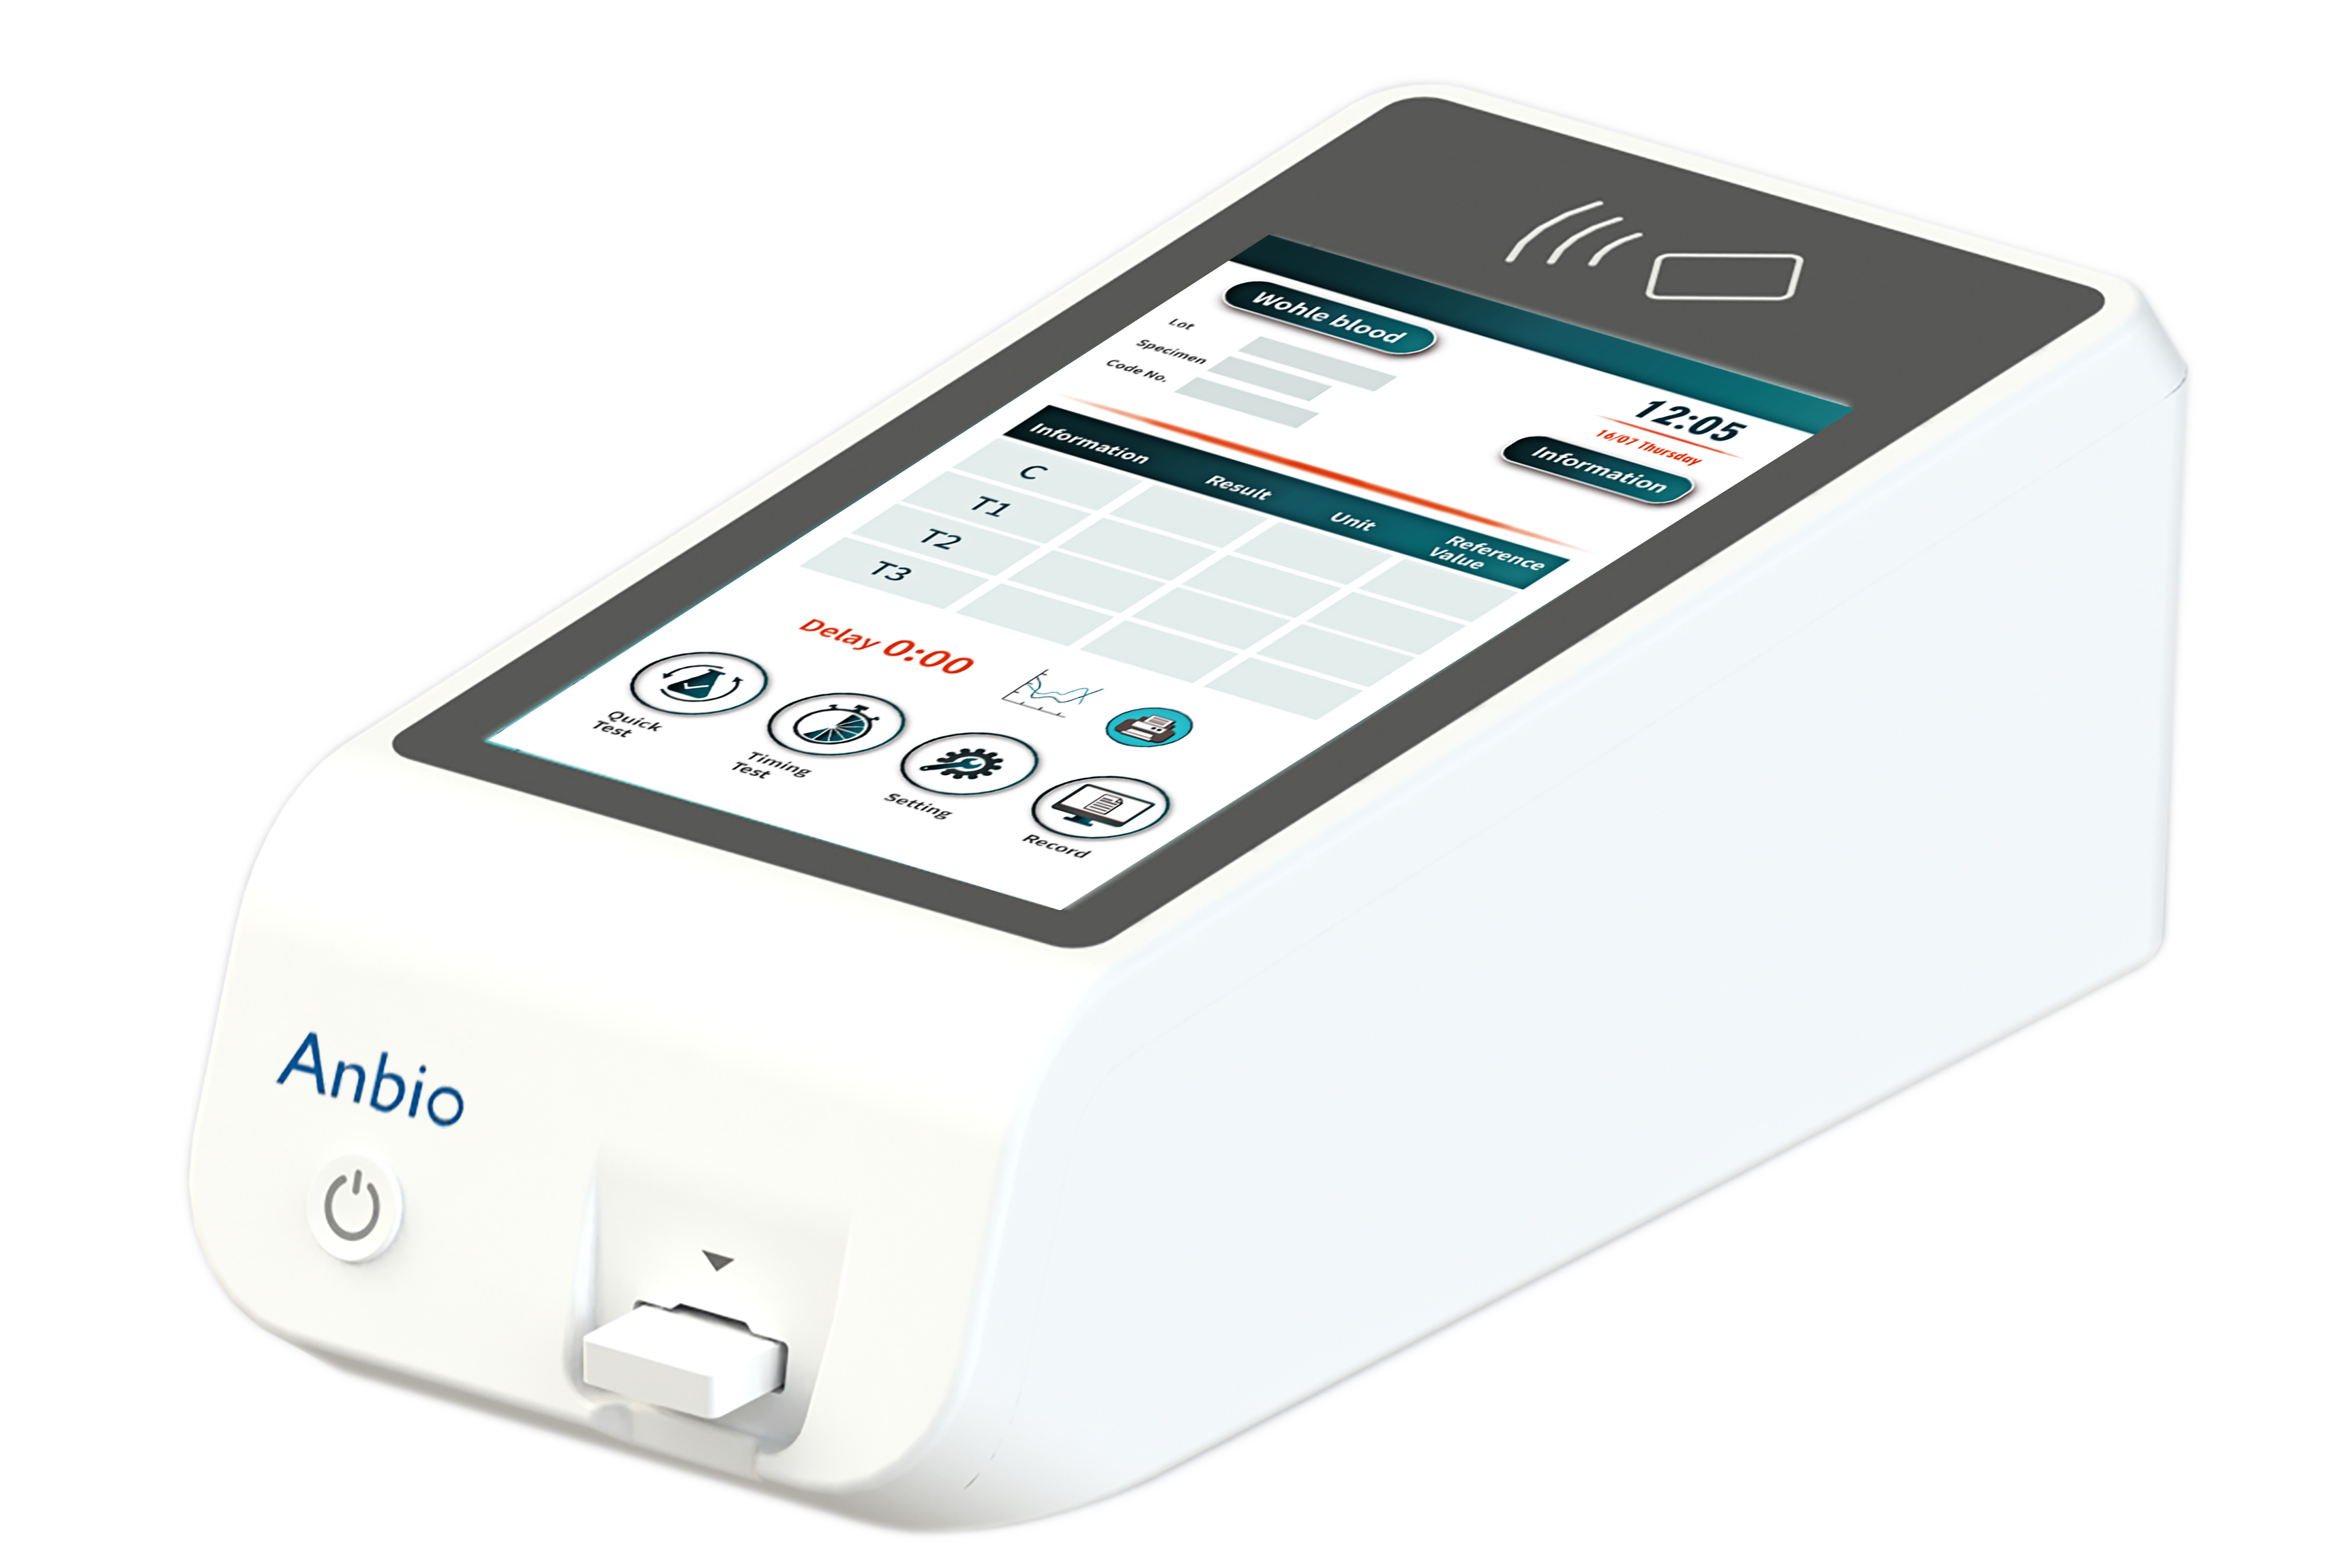 Wohle blood
Lot
Specimen
Code No.
12:05
16/07 Thursday
Information
Information Result Unit Reference Value
C
T1
T2
T3
Delay 0:00
Quick
Test
Timing
Test
Setting
Record
Anbio